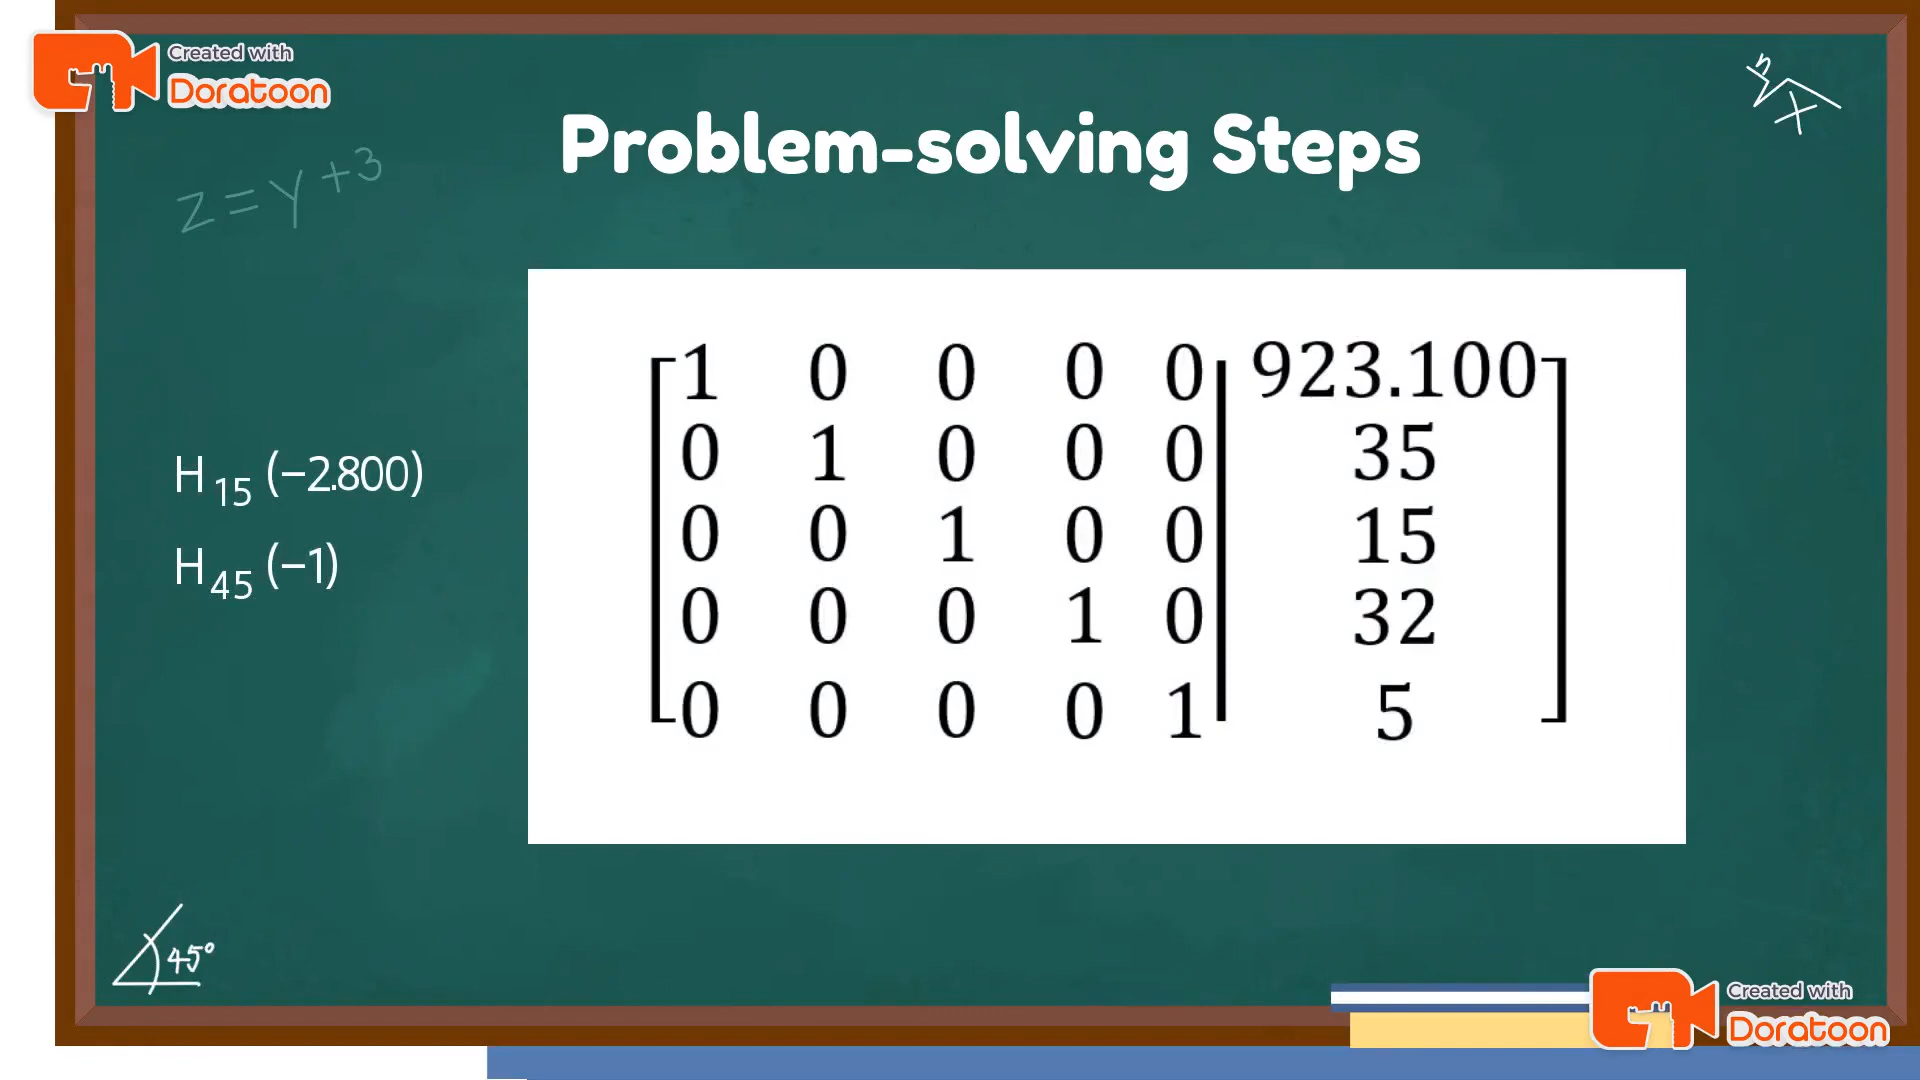 Created with
Doratoon
Problem-solving Steps
n√x
z=y+3
H15 (−2.800)
H45 (−1)
1 0 0 0 0 923.100
0 1 0 0 0 35
0 0 1 0 0 15
0 0 0 1 0 32
0 0 0 0 1 5
45°
Created with
Doratoon